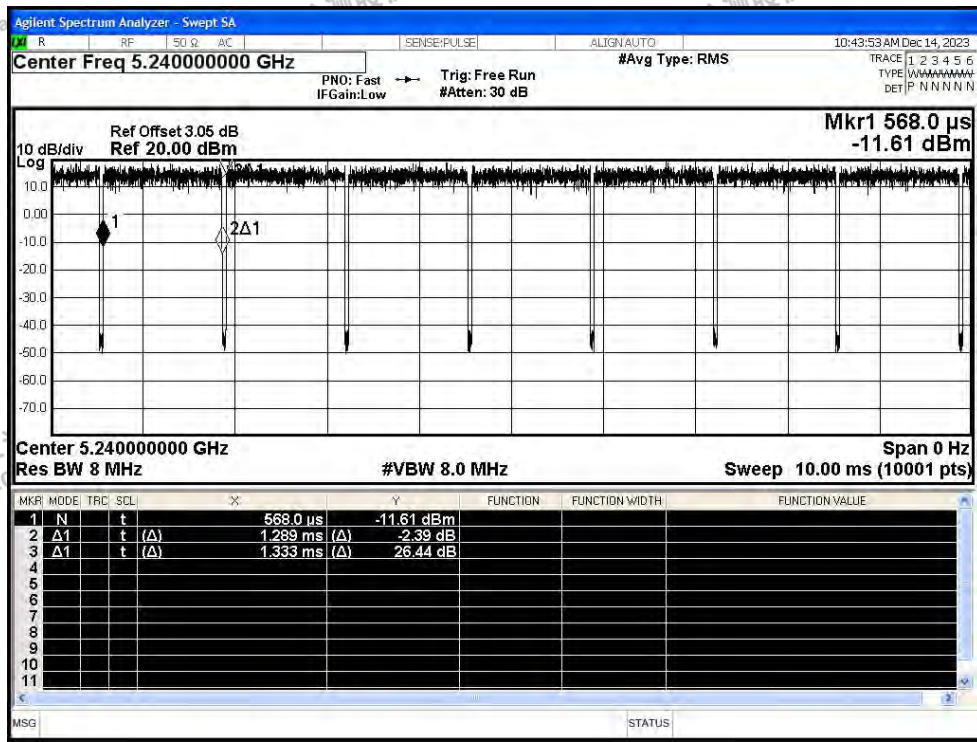 Agilent Spectrum Analyzer - Swept SA
LXI R RF 50 Ω AC SENSE:PULSE ALIGN AUTO 10:43:53 AM Dec 14, 2023
Center Freq 5.240000000 GHz #Avg Type: RMS TRACE 1 2 3 4 5 6
PNO: Fast Trig: Free Run TYPE WWWWWW
IFGain:Low #Atten: 30 dB DET P N N N N N
Mkr1 568.0 µs
Ref Offset 3.05 dB
10 dB/div Ref 20.00 dBm -11.61 dBm
Log
3Δ1
10.0
0.00
1
2Δ1
-10.0
-20.0
-30.0
-40.0
-50.0
-60.0
-70.0
Center 5.240000000 GHz Span 0 Hz
Res BW 8 MHz #VBW 8.0 MHz Sweep 10.00 ms (10001 pts)
MKR MODE TRC SCL X Y FUNCTION FUNCTION WIDTH FUNCTION VALUE
1 N t 568.0 µs -11.61 dBm
2 Δ1 t (Δ) 1.289 ms (Δ) -2.39 dB
3 Δ1 t (Δ) 1.333 ms (Δ) 26.44 dB
4
5
6
7
8
9
10
11
MSG STATUS